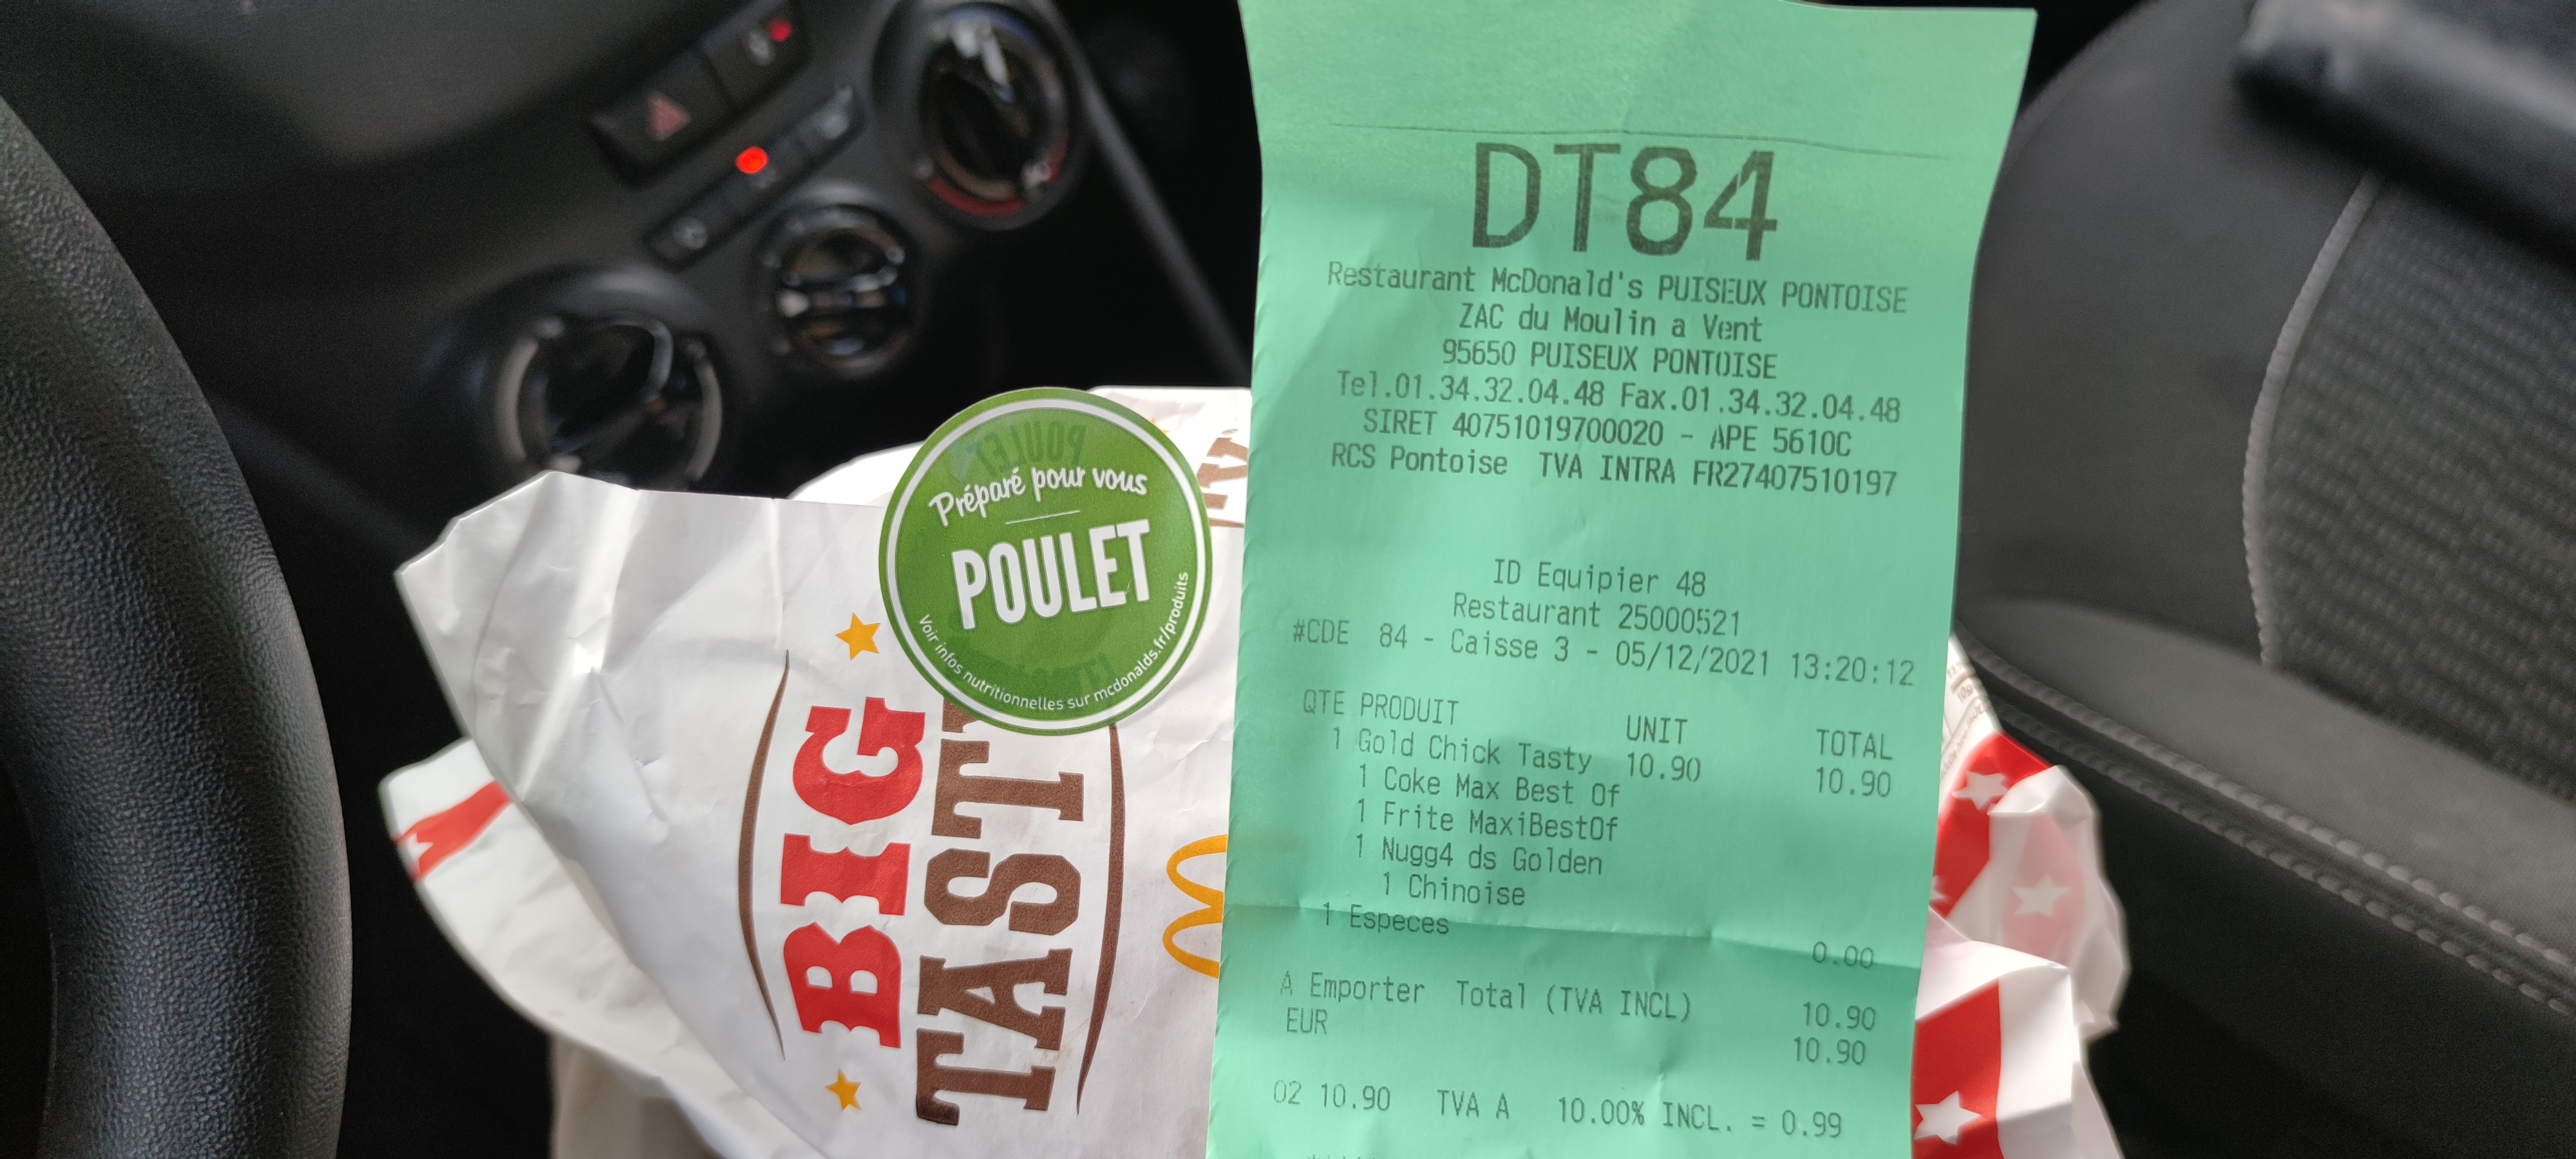 Préparé pour vous
POULET
Voir infos nutritionnelles sur mcdonalds.fr/produits
BIG
TAST
DT84
Restaurant McDonald's PUISEUX PONTOISE
ZAC du Moulin a Vent
95650 PUISEUX PONTOISE
Tel.01.34.32.04.48 Fax.01.34.32.04.48
SIRET 40751019700020 - APE 5610C
RCS Pontoise TVA INTRA FR27407510197
ID Equipier 48
Restaurant 25000521
#CDE 84 - Caisse 3 - 05/12/2021 13:20:12
QTE PRODUIT UNIT TOTAL
1 Gold Chick Tasty 10.90 10.90
1 Coke Max Best Of
1 Frite MaxiBestOf
1 Nugg4 ds Golden
1 Chinoise
1 Especes 0.00
A Emporter Total (TVA INCL) 10.90
EUR 10.90
02 10.90 TVA A 10.00% INCL. = 0.99